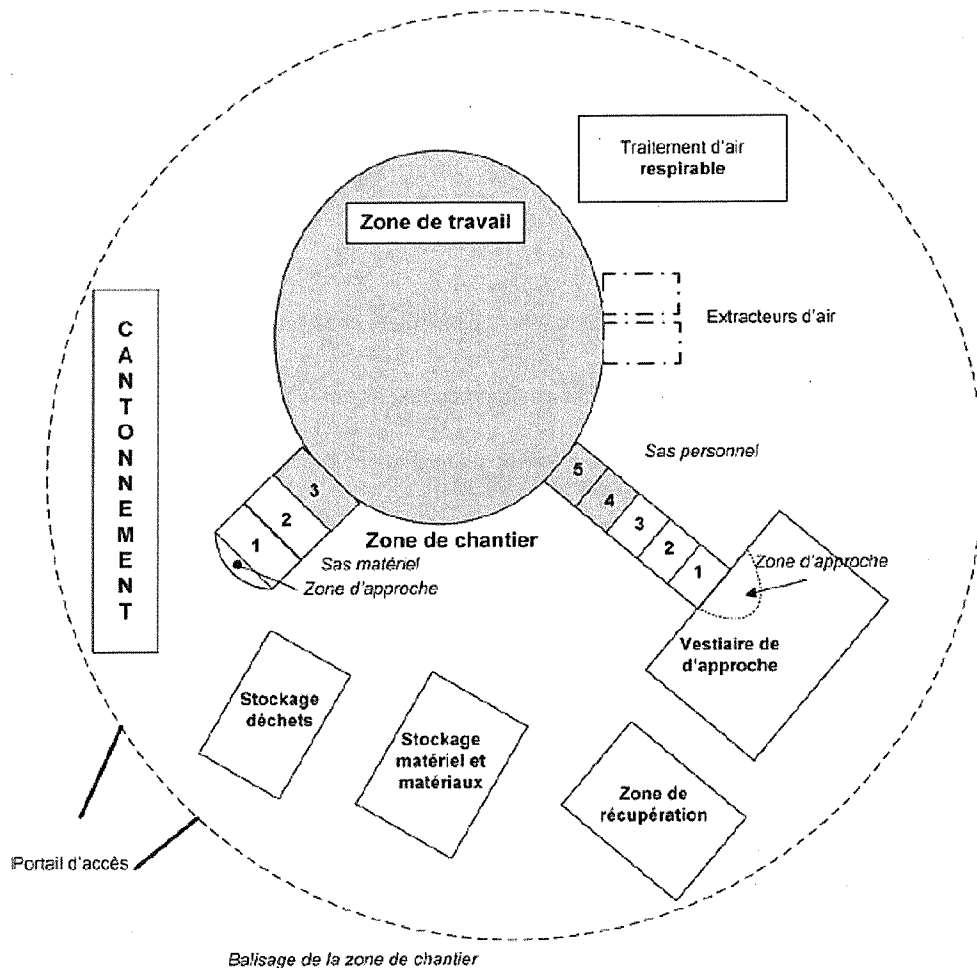 Traitement d'air
respirable
Zone de travail
Extracteurs d'air
CANTONNEMENT
Sas personnel
5
4
3
2
1
3
2
1
Zone de chantier
Sas matériel
Zone d'approche
Zone d'approche
Vestiaire de
d'approche
Stockage
déchets
Stockage
matériel et
matériaux
Zone de
récupération
Portail d'accès
Balisage de la zone de chantier